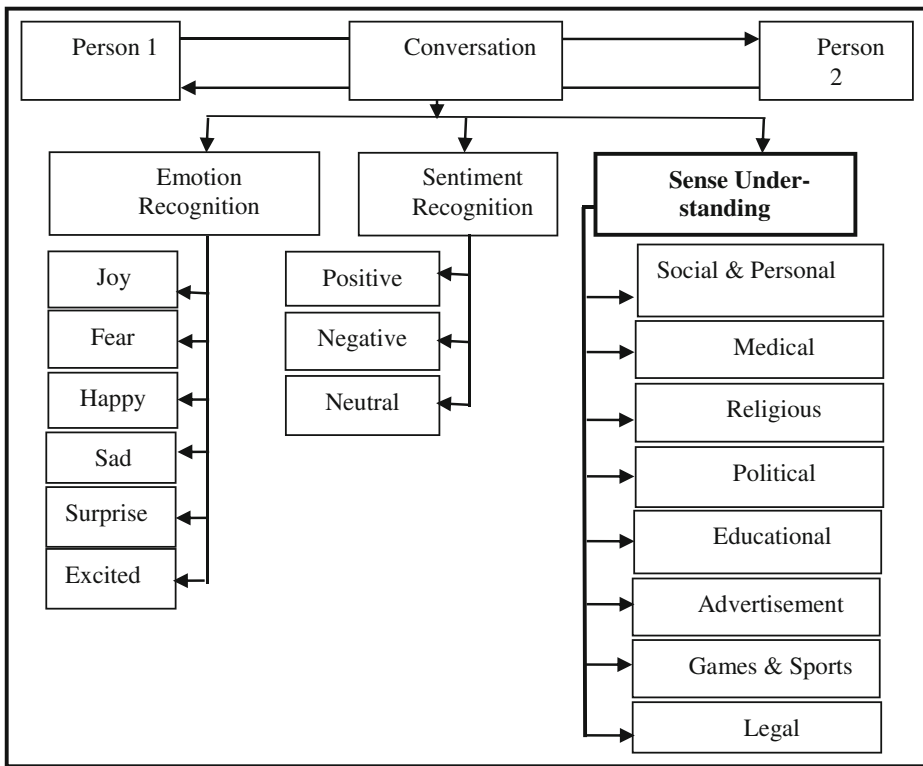 Person 1
Conversation
Person
2
Emotion
Recognition
Sentiment
Recognition
Sense Under-
standing
Joy
Fear
Happy
Sad
Surprise
Excited
Positive
Negative
Neutral
Social & Personal
Medical
Religious
Political
Educational
Advertisement
Games & Sports
Legal